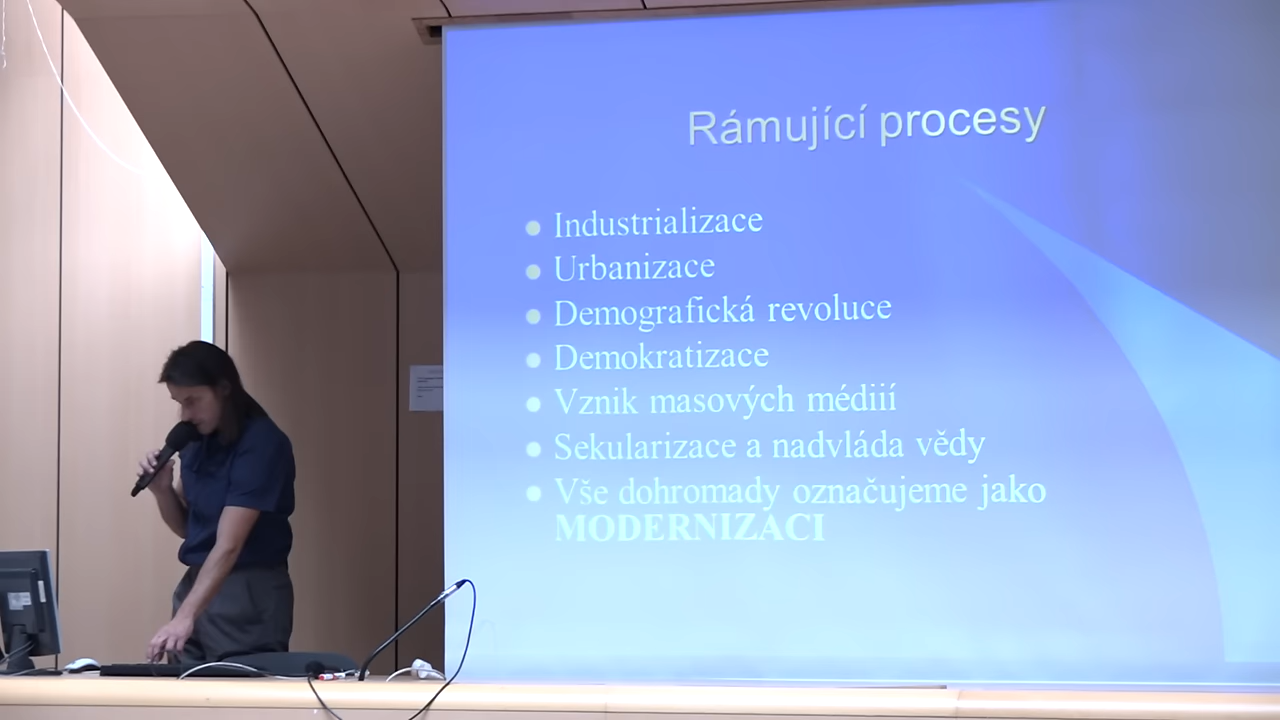 Rámující procesy
Industrializace
Urbanizace
Demografická revoluce
Demokratizace
Vznik masových médiií
Sekularizace a nadvláda vědy
Vše dohromady označujeme jako
MODERNIZACI